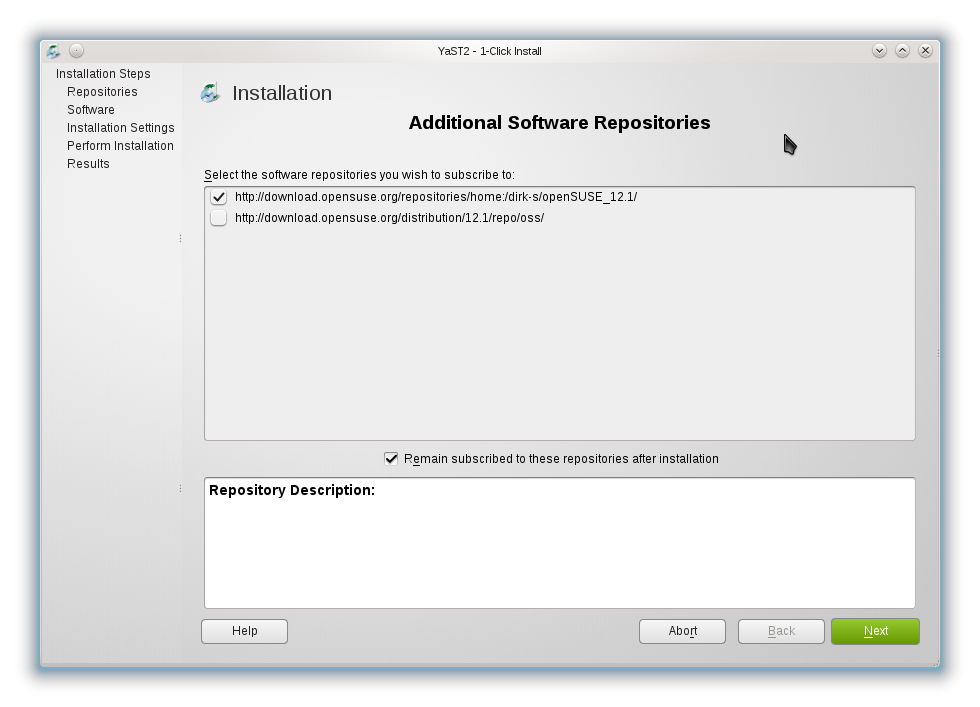 YaST2 - 1-Click Install
Installation Steps
Repositories
Software
Installation Settings
Perform Installation
Results
Installation
Additional Software Repositories
Select the software repositories you wish to subscribe to:
http://download.opensuse.org/repositories/home:/dirk-s/openSUSE_12.1/
http://download.opensuse.org/distribution/12.1/repo/oss/
Remain subscribed to these repositories after installation
Repository Description:
Help Abort Back Next